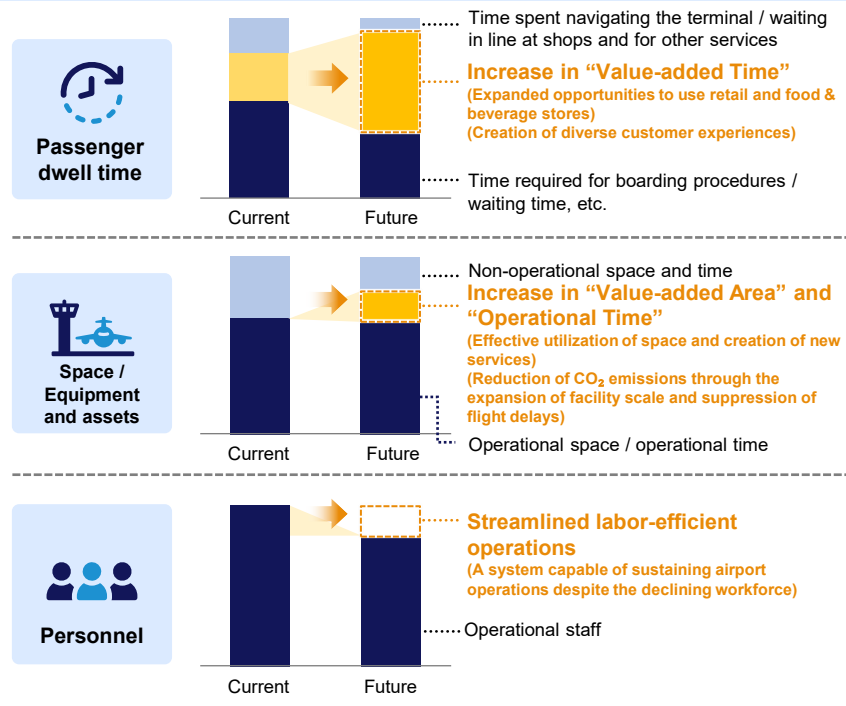 Passenger
dwell time
Current
Future
Time spent navigating the terminal / waiting
in line at shops and for other services
Increase in “Value-added Time”
(Expanded opportunities to use retail and food &
beverage stores)
(Creation of diverse customer experiences)
Time required for boarding procedures /
waiting time, etc.
Space /
Equipment
and assets
Current
Future
Non-operational space and time
Increase in “Value-added Area” and
“Operational Time”
(Effective utilization of space and creation of new
services)
(Reduction of CO₂ emissions through the
expansion of facility scale and suppression of
flight delays)
Operational space / operational time
Personnel
Current
Future
Streamlined labor-efficient
operations
(A system capable of sustaining airport
operations despite the declining workforce)
Operational staff